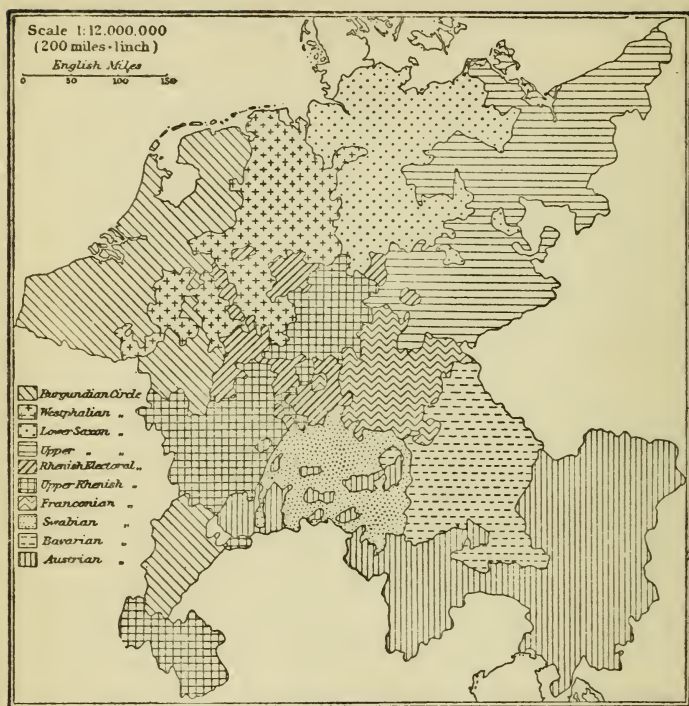 Scale 1:12.000.000
(200 miles=1inch)
English Miles
0 50 100 150
Burgundian Circle
Westphalian „
Lower Saxon „
Upper „ „
Rhenish Electoral „
Upper Rhenish „
Franconian „
Swabian „
Bavarian „
Austrian „